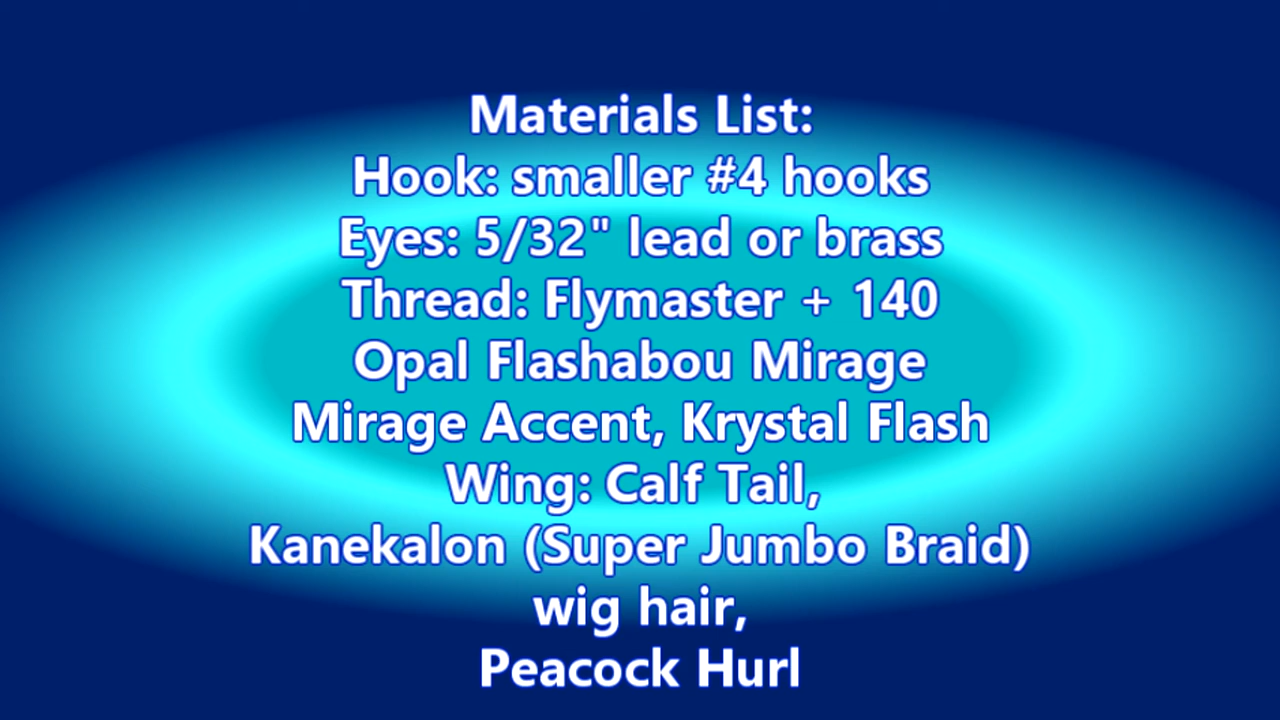 Materials List:
Hook: smaller #4 hooks
Eyes: 5/32" lead or brass
Thread: Flymaster + 140
Opal Flashabou Mirage
Mirage Accent, Krystal Flash
Wing: Calf Tail,
Kanekalon (Super Jumbo Braid)
wig hair,
Peacock Hurl